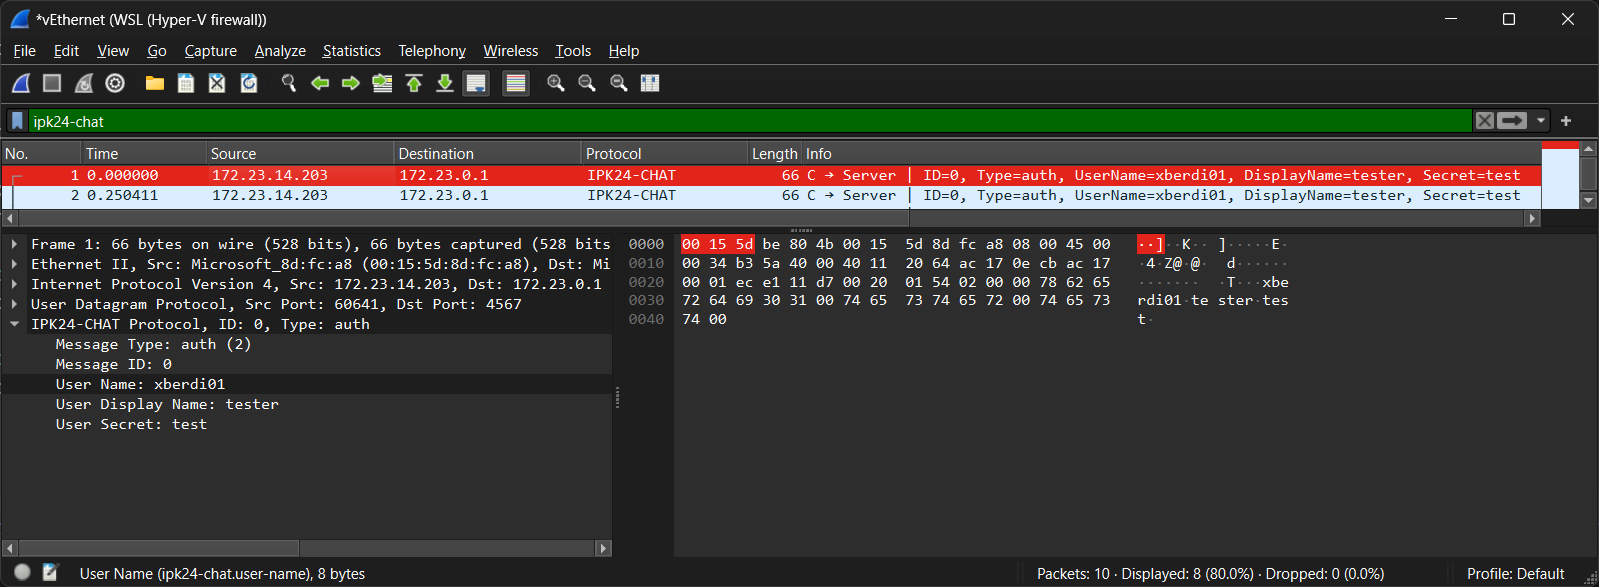 *vEthernet (WSL (Hyper-V firewall))
File Edit View Go Capture Analyze Statistics Telephony Wireless Tools Help
ipk24-chat
No. Time Source Destination Protocol Length Info
1 0.000000 172.23.14.203 172.23.0.1 IPK24-CHAT 66 C → Server | ID=0, Type=auth, UserName=xberdi01, DisplayName=tester, Secret=test
2 0.250411 172.23.14.203 172.23.0.1 IPK24-CHAT 66 C → Server | ID=0, Type=auth, UserName=xberdi01, DisplayName=tester, Secret=test
Frame 1: 66 bytes on wire (528 bits), 66 bytes captured (528 bits
Ethernet II, Src: Microsoft_8d:fc:a8 (00:15:5d:8d:fc:a8), Dst: Mi
Internet Protocol Version 4, Src: 172.23.14.203, Dst: 172.23.0.1
User Datagram Protocol, Src Port: 60641, Dst Port: 4567
IPK24-CHAT Protocol, ID: 0, Type: auth
Message Type: auth (2)
Message ID: 0
User Name: xberdi01
User Display Name: tester
User Secret: test
0000 00 15 5d be 80 4b 00 15 5d 8d fc a8 08 00 45 00 ··]··K·· ]·····E·
0010 00 34 b3 5a 40 00 40 11 20 64 ac 17 0e cb ac 17 ·4·Z@·@· d······
0020 00 01 ec e1 11 d7 00 20 01 54 02 00 00 78 62 65 ······· ·T···xbe
0030 72 64 69 30 31 00 74 65 73 74 65 72 00 74 65 73 rdi01·te ster·tes
0040 74 00 t·
User Name (ipk24-chat.user-name), 8 bytes
Packets: 10 · Displayed: 8 (80.0%) · Dropped: 0 (0.0%)
Profile: Default